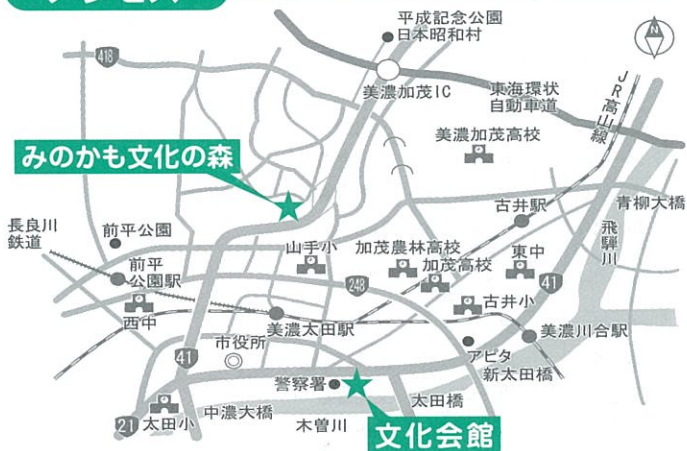 平成記念公園
日本昭和村
N
418
美濃加茂IC
東海環状
自動車道
JR高山線
美濃加茂高校
みのかも文化の森
長良川
鉄道
前平公園
古井駅
青柳大橋
飛騨川
山手小
加茂農林高校
加茂高校
東中
前平
公園駅
248
41
西中
古井小
美濃太田駅
美濃川合駅
市役所
アピタ
新太田橋
41
警察署
太田橋
21
太田小
中濃大橋
木曽川
文化会館